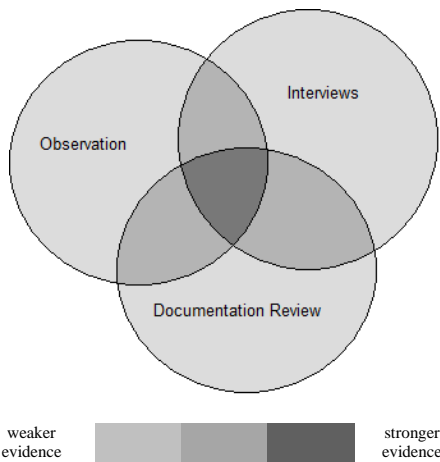 Interviews
Observation
Documentation Review
weaker
evidence
stronger
evidence